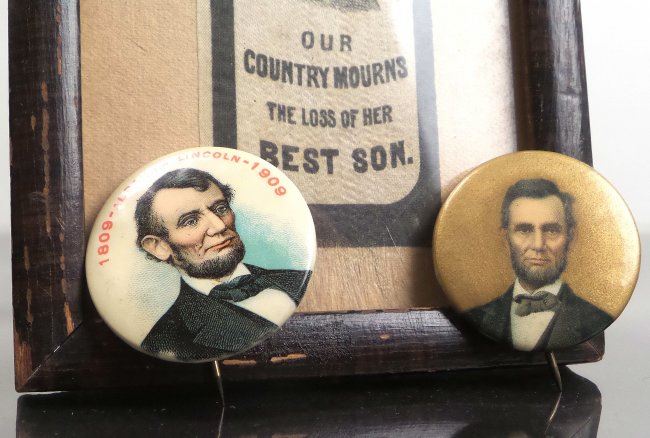 OUR
COUNTRY MOURNS
THE LOSS OF HER
BEST SON.
1809- LINCOLN-1909